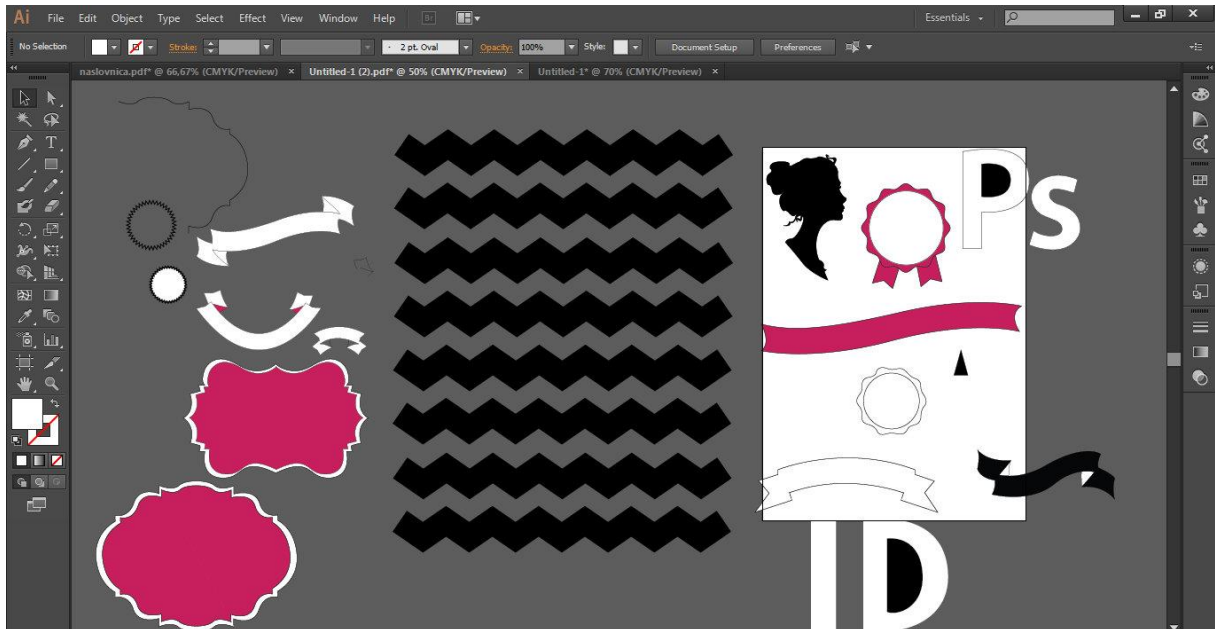 Ai File Edit Object Type Select Effect View Window Help Br Essentials
No Selection Stroke: 2 pt. Oval Opacity: 100% Style: Document Setup Preferences
naslovnica.pdf* @ 66,67% (CMYK/Preview) × Untitled-1 (2).pdf* @ 50% (CMYK/Preview) × Untitled-1* @ 70% (CMYK/Preview) ×
T
Ps
ID